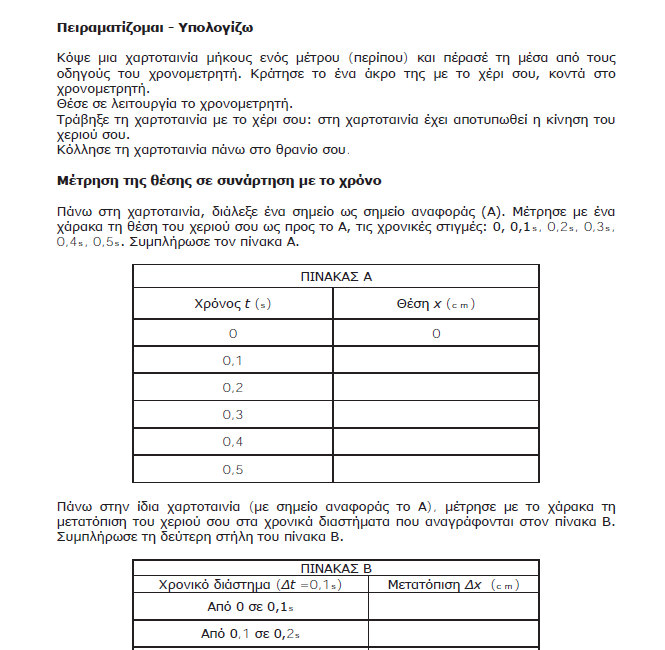 Πειραματίζομαι - Υπολογίζω
Κόψε μια χαρτοταινία μήκους ενός μέτρου (περίπου) και πέρασέ τη μέσα από τους
οδηγούς του χρονομετρητή. Κράτησε το ένα άκρο της με το χέρι σου, κοντά στο
χρονομετρητή.
Θέσε σε λειτουργία το χρονομετρητή.
Τράβηξε τη χαρτοταινία με το χέρι σου: στη χαρτοταινία έχει αποτυπωθεί η κίνηση του
χεριού σου.
Κόλλησε τη χαρτοταινία πάνω στο θρανίο σου.
Μέτρηση της θέσης σε συνάρτηση με το χρόνο
Πάνω στη χαρτοταινία, διάλεξε ένα σημείο ως σημείο αναφοράς (Α). Μέτρησε με ένα
χάρακα τη θέση του χεριού σου ως προς το Α, τις χρονικές στιγμές: 0, 0,1s, 0,2s, 0,3s,
0,4s, 0,5s. Συμπλήρωσε τον πίνακα Α.
ΠΙΝΑΚΑΣ Α
Χρόνος t (s) Θέση x (cm)
0 0
0,1
0,2
0,3
0,4
0,5
Πάνω στην ίδια χαρτοταινία (με σημείο αναφοράς το Α), μέτρησε με το χάρακα τη
μετατόπιση του χεριού σου στα χρονικά διαστήματα που αναγράφονται στον πίνακα Β.
Συμπλήρωσε τη δεύτερη στήλη του πίνακα Β.
ΠΙΝΑΚΑΣ Β
Χρονικό διάστημα (Δt =0,1s) Μετατόπιση Δx (cm)
Από 0 σε 0,1s
Από 0,1 σε 0,2s